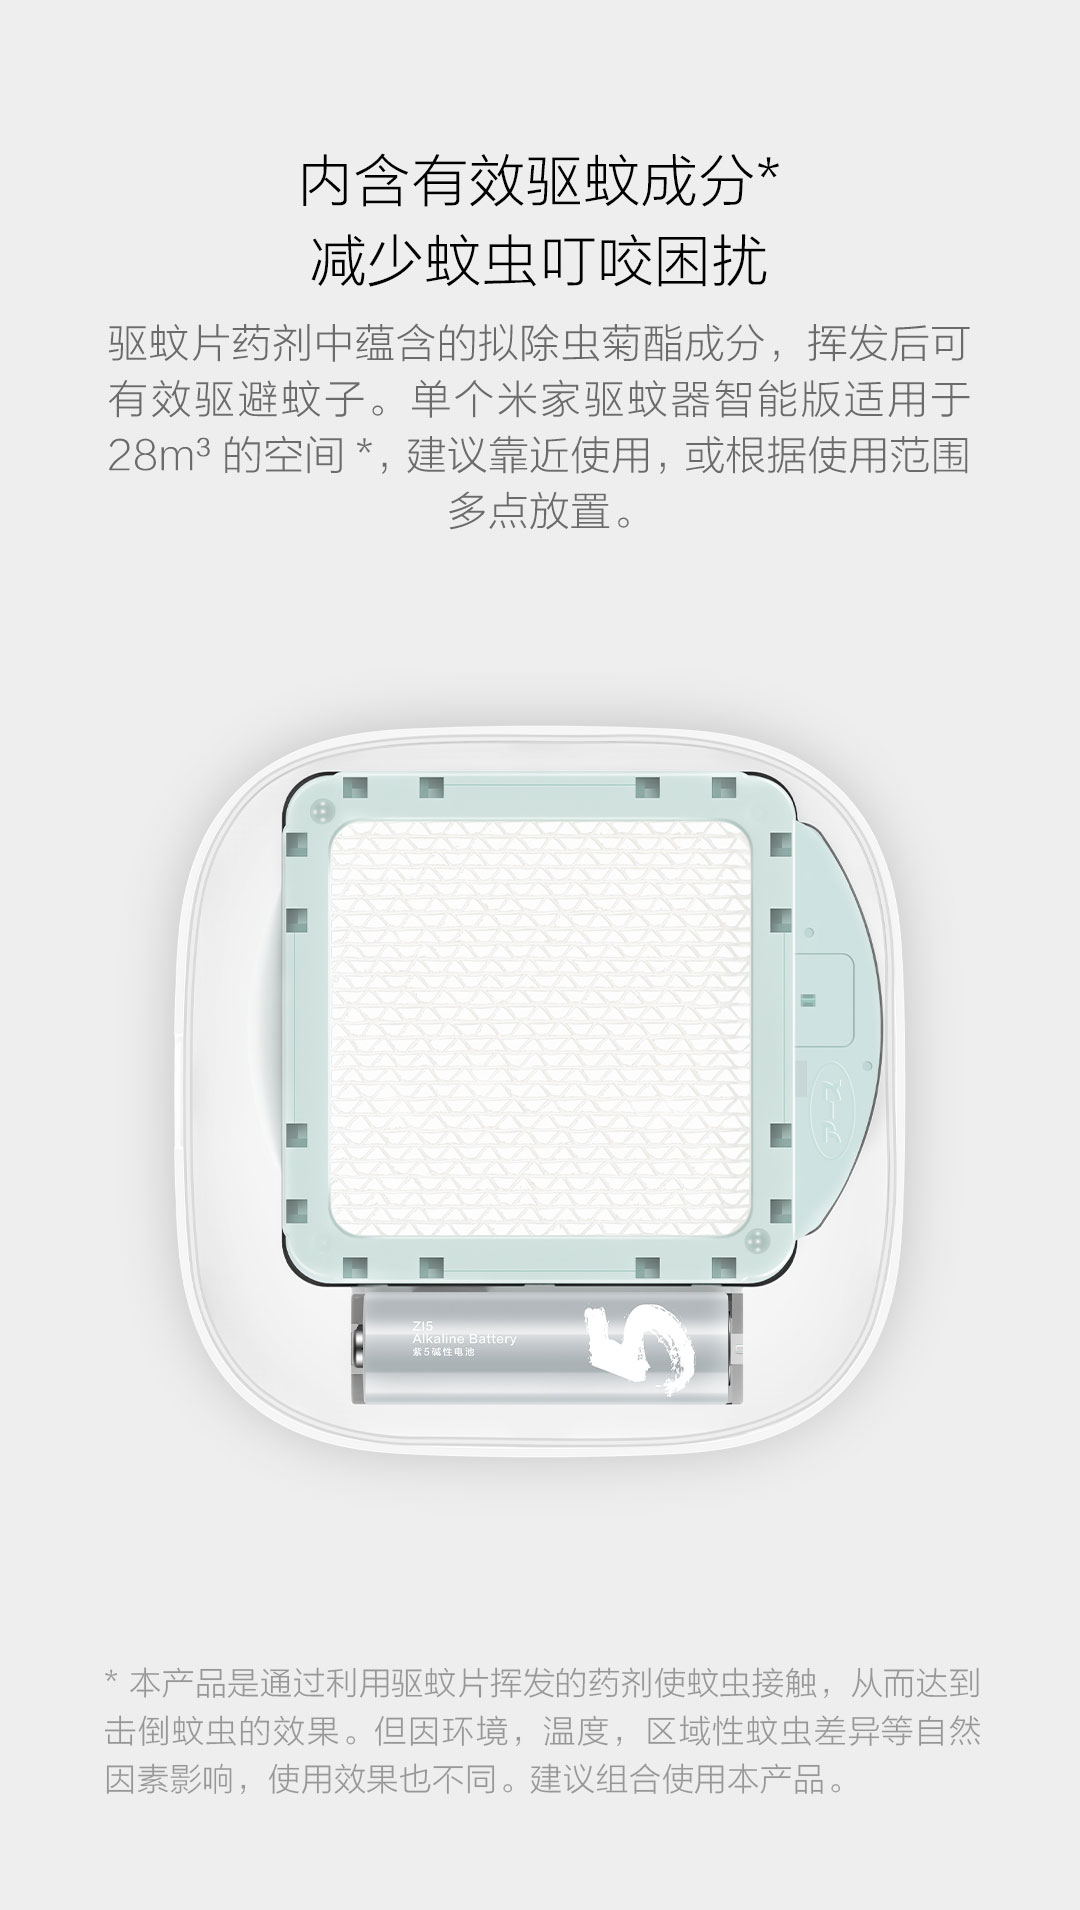 内含有效驱蚊成分*
减少蚊虫叮咬困扰
驱蚊片药剂中蕴含的拟除虫菊酯成分，挥发后可
有效驱避蚊子。单个米家驱蚊器智能版适用于
28m³ 的空间 *，建议靠近使用，或根据使用范围
多点放置。
アース
ZI5
Alkaline Battery
紫5碱性电池
* 本产品是通过利用驱蚊片挥发的药剂使蚊虫接触，从而达到
击倒蚊虫的效果。但因环境，温度，区域性蚊虫差异等自然
因素影响，使用效果也不同。建议组合使用本产品。